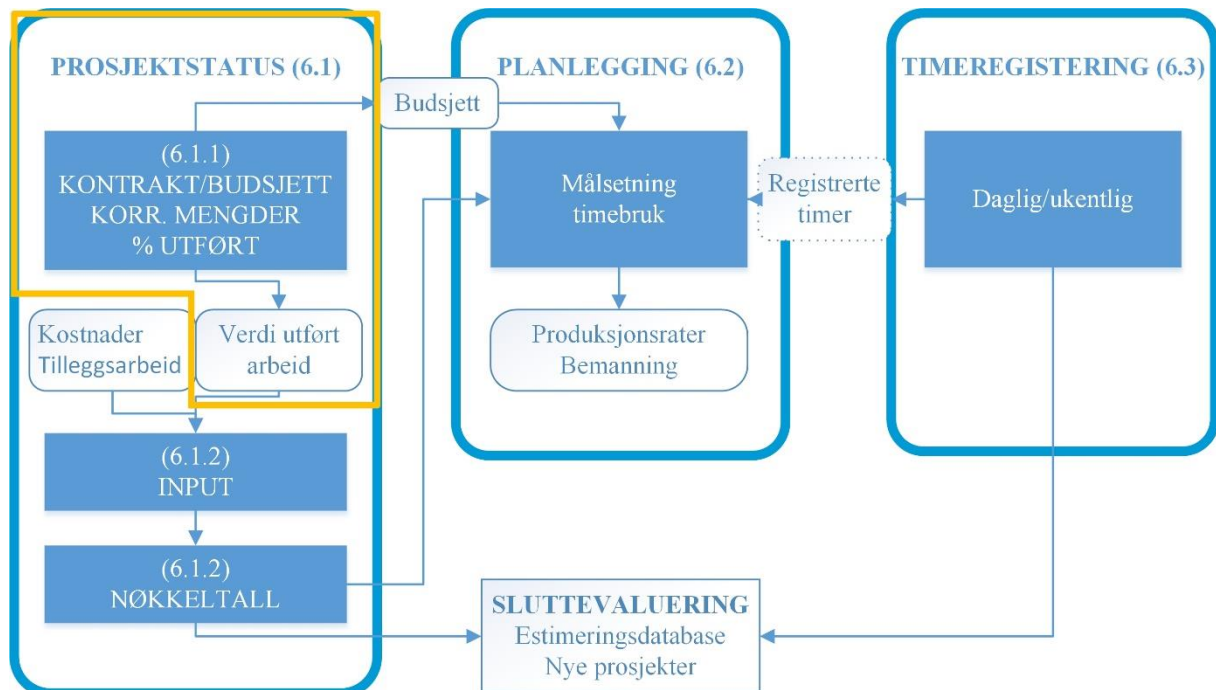 PROSJEKTSTATUS (6.1)
(6.1.1)
KONTRAKT/BUDSJETT
KORR. MENGDER
% UTFØRT
Kostnader
Tilleggsarbeid
Verdi utført
arbeid
(6.1.2)
INPUT
(6.1.2)
NØKKELTALL
Budsjett
PLANLEGGING (6.2)
Målsetning
timebruk
Produksjonsrater
Bemanning
Registrerte
timer
TIMEREGISTERING (6.3)
Daglig/ukentlig
SLUTTEVALUERING
Estimeringsdatabase
Nye prosjekter